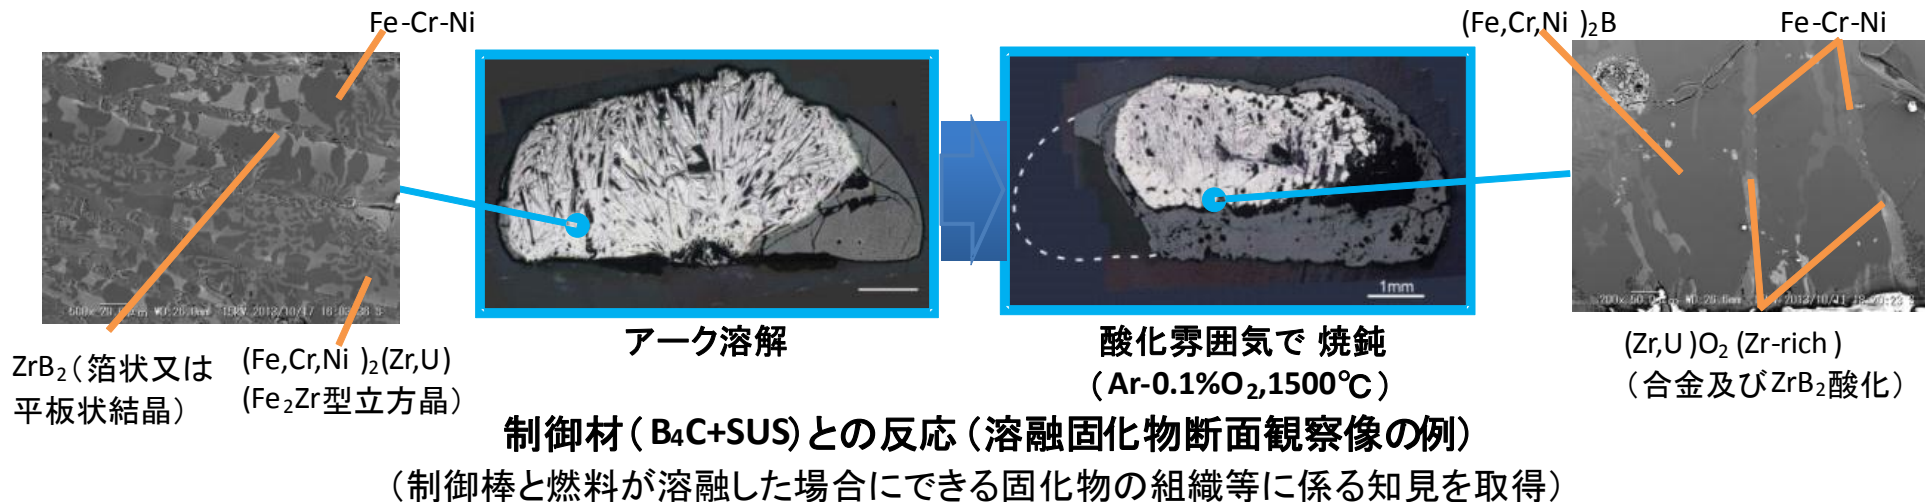 Fe-Cr-Ni
(Fe,Cr,Ni)₂B
Fe-Cr-Ni
1mm
アーク溶解
酸化雰囲気で 焼鈍
（Ar-0.1%O₂,1500℃）
ZrB₂（箔状又は
平板状結晶）
(Fe,Cr,Ni)₂(Zr,U)
(Fe₂Zr型立方晶）
(Zr,U)O₂ (Zr-rich)
（合金及びZrB₂酸化）
制御材（B₄C+SUS)との反応（溶融固化物断面観察像の例）
（制御棒と燃料が溶融した場合にできる固化物の組織等に係る知見を取得）